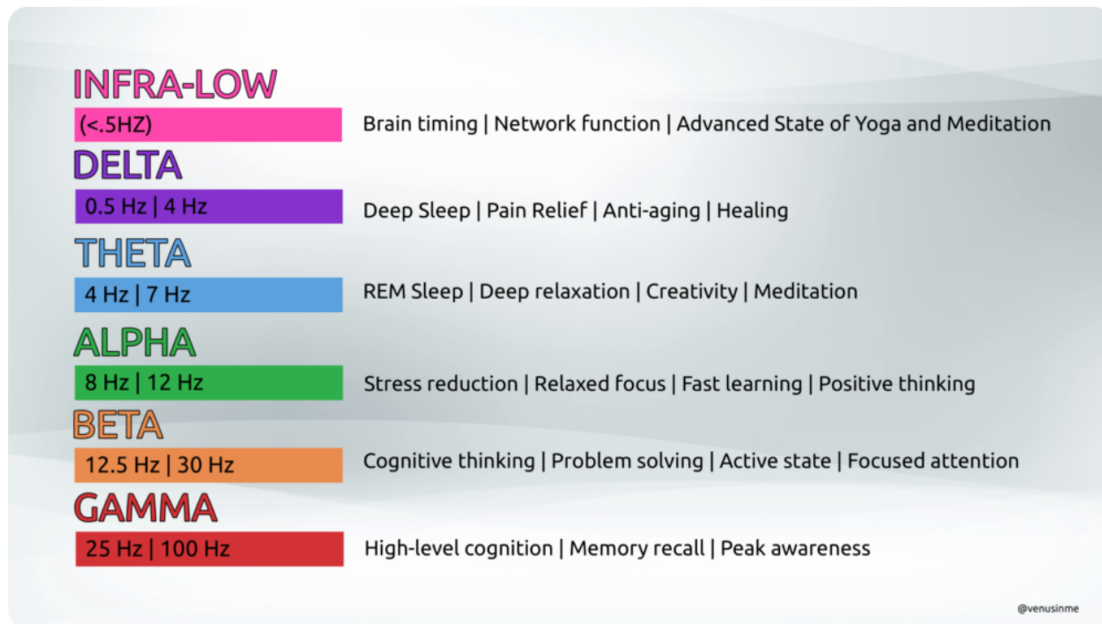 INFRA-LOW
(<.5HZ) Brain timing | Network function | Advanced State of Yoga and Meditation
DELTA
0.5 Hz | 4 Hz Deep Sleep | Pain Relief | Anti-aging | Healing
THETA
4 Hz | 7 Hz REM Sleep | Deep relaxation | Creativity | Meditation
ALPHA
8 Hz | 12 Hz Stress reduction | Relaxed focus | Fast learning | Positive thinking
BETA
12.5 Hz | 30 Hz Cognitive thinking | Problem solving | Active state | Focused attention
GAMMA
25 Hz | 100 Hz High-level cognition | Memory recall | Peak awareness
@venusinme